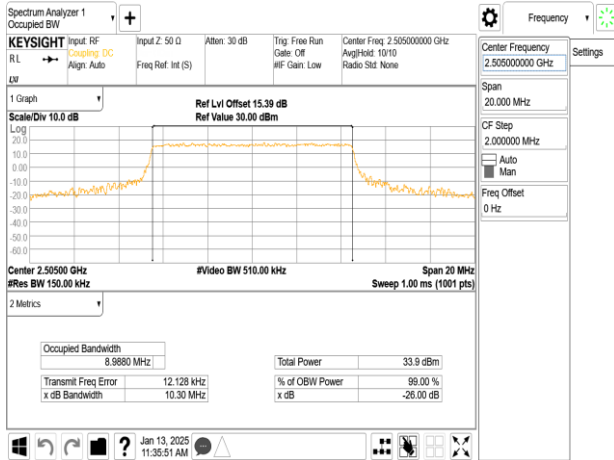 Spectrum Analyzer 1
Occupied BW
Frequency
KEYSIGHT
RL
LXI
Input: RF
Coupling: DC
Align: Auto
Input Z: 50 Ω
Freq Ref: Int (S)
Atten: 30 dB
Trig: Free Run
Gate: Off
#IF Gain: Low
Center Freq: 2.505000000 GHz
Avg|Hold: 10/10
Radio Std: None
Center Frequency
2.505000000 GHz
Settings
Span
20.000 MHz
CF Step
2.000000 MHz
Auto
Man
Freq Offset
0 Hz
1 Graph
Scale/Div 10.0 dB
Ref Lvl Offset 15.39 dB
Ref Value 30.00 dBm
Log
20.0
10.0
0.00
-10.0
-20.0
-30.0
-40.0
-50.0
-60.0
Center 2.50500 GHz
#Video BW 510.00 kHz
Span 20 MHz
#Res BW 150.00 kHz
Sweep 1.00 ms (1001 pts)
2 Metrics
Occupied Bandwidth
8.9880 MHz
Total Power 33.9 dBm
Transmit Freq Error 12.128 kHz
% of OBW Power 99.00 %
x dB Bandwidth 10.30 MHz
x dB -26.00 dB
?
Jan 13, 2025
11:35:51 AM